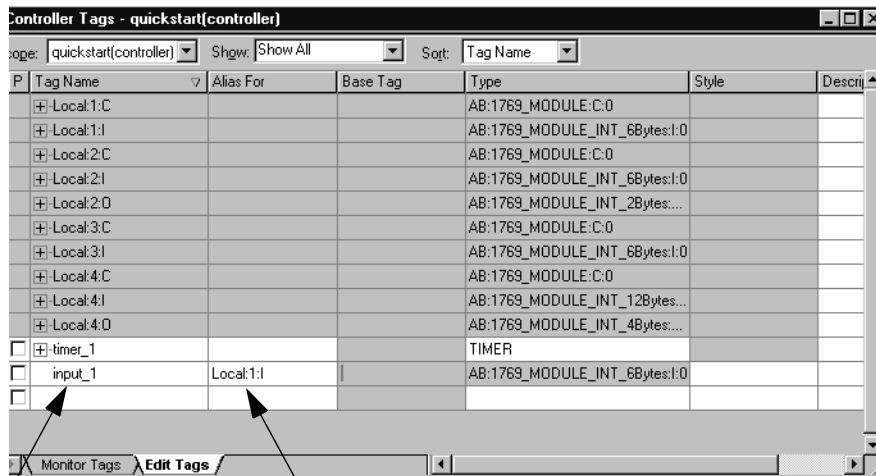 Controller Tags - quickstart(controller)
cope: quickstart(controller) Show: Show All Sort: Tag Name
P Tag Name Alias For Base Tag Type Style Descri
Local:1:C AB:1769_MODULE:C:0
Local:1:I AB:1769_MODULE_INT_6Bytes:I:0
Local:2:C AB:1769_MODULE:C:0
Local:2:I AB:1769_MODULE_INT_6Bytes:I:0
Local:2:O AB:1769_MODULE_INT_2Bytes:...
Local:3:C AB:1769_MODULE:C:0
Local:3:I AB:1769_MODULE_INT_6Bytes:I:0
Local:4:C AB:1769_MODULE:C:0
Local:4:I AB:1769_MODULE_INT_12Bytes...
Local:4:O AB:1769_MODULE_INT_4Bytes:...
timer_1 TIMER
input_1 Local:1:I AB:1769_MODULE_INT_6Bytes:I:0
Monitor Tags Edit Tags